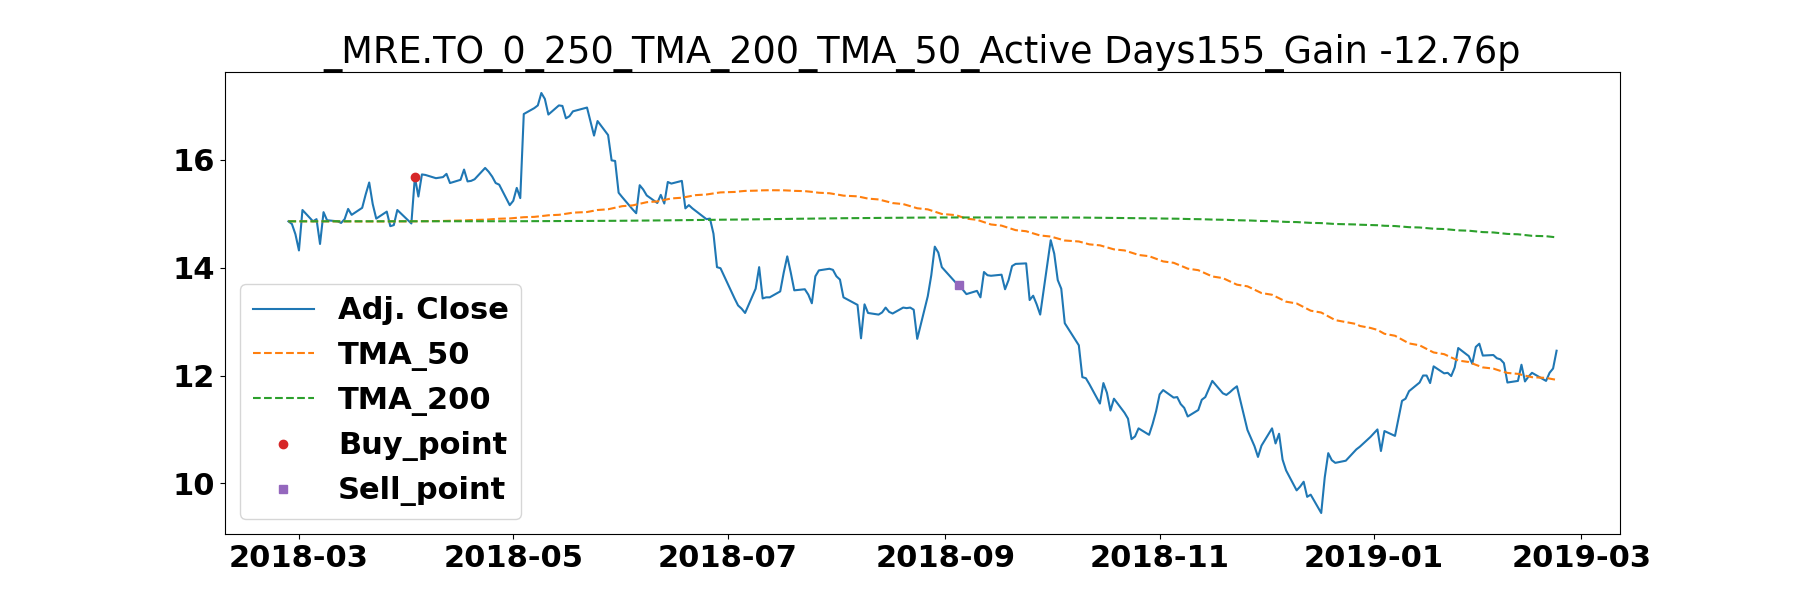 _MRE.TO_0_250_TMA_200_TMA_50_Active Days155_Gain -12.76p
16
14
12
10
Adj. Close
TMA_50
TMA_200
Buy_point
Sell_point
2018-03 2018-05 2018-07 2018-09 2018-11 2019-01 2019-03